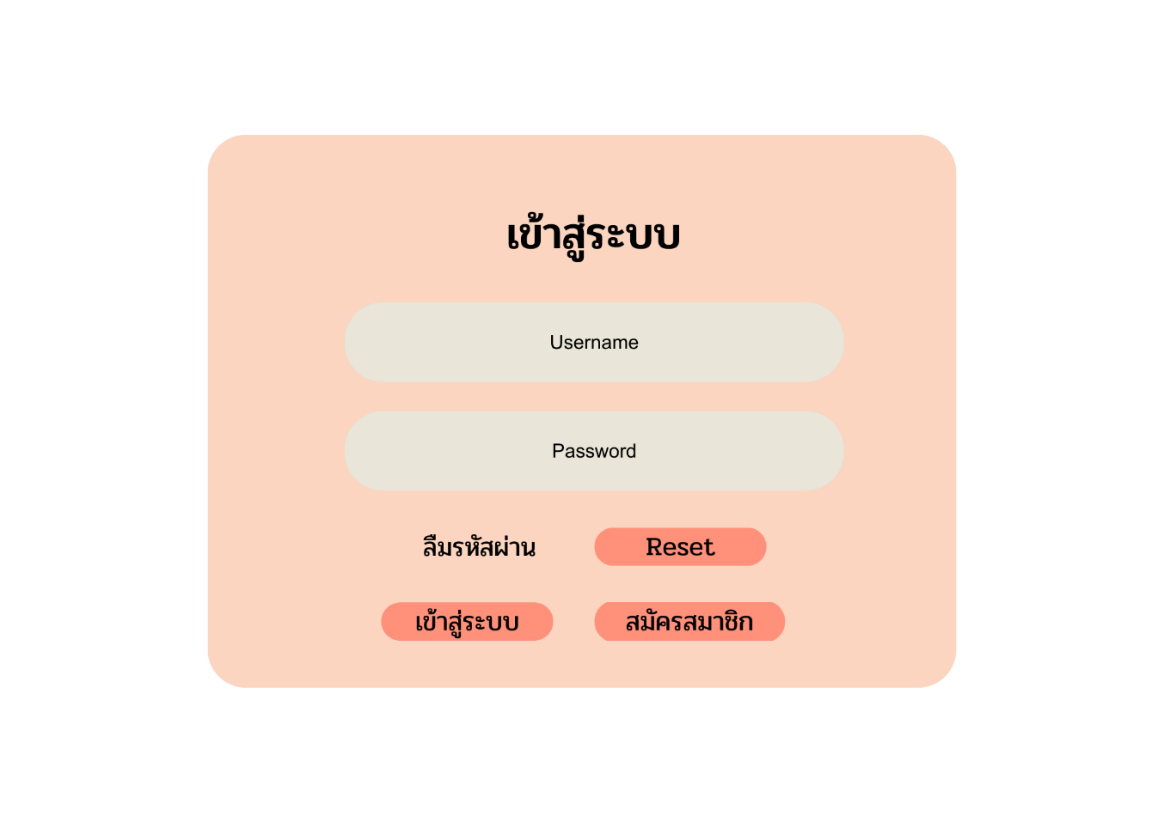 เข้าสู่ระบบ
Username
Password
ลืมรหัสผ่าน Reset
เข้าสู่ระบบ สมัครสมาชิก